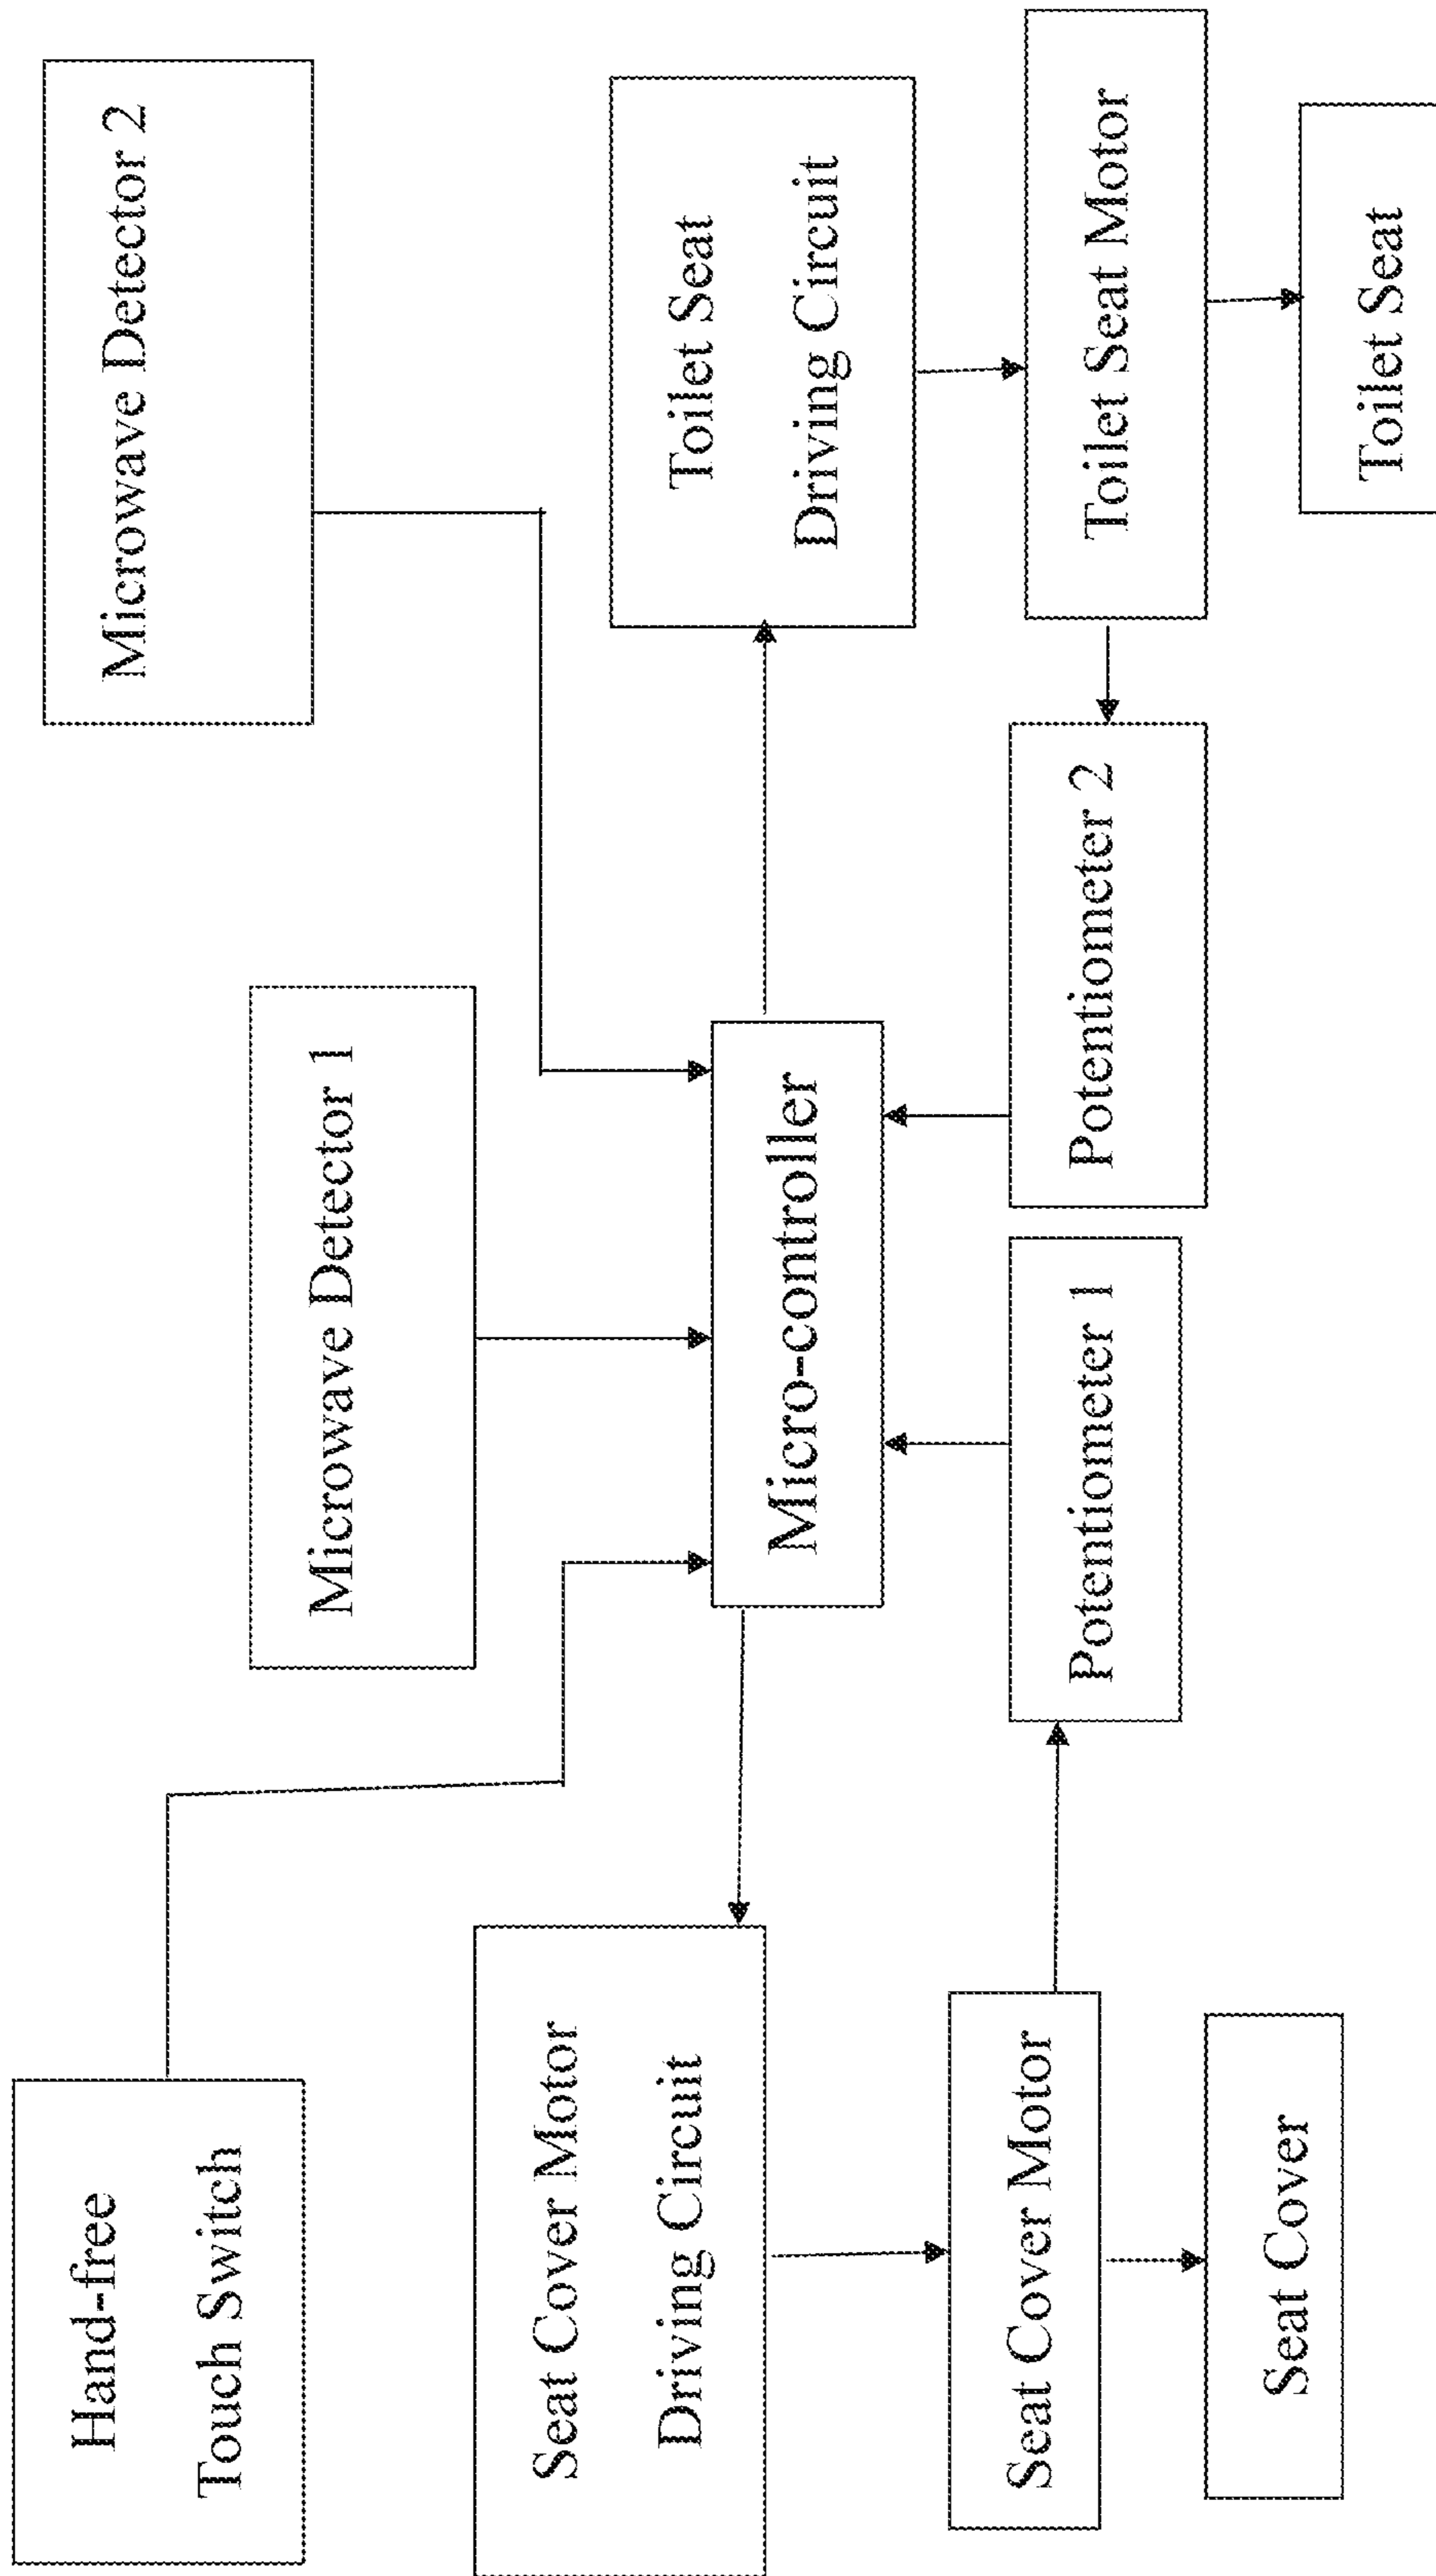 Hand-free
Touch Switch
Microwave Detector 1
Microwave Detector 2
Seat Cover Motor
Driving Circuit
Micro-controller
Toilet Seat
Driving Circuit
Seat Cover Motor
Potentiometer 1
Potentiometer 2
Toilet Seat Motor
Seat Cover
Toilet Seat